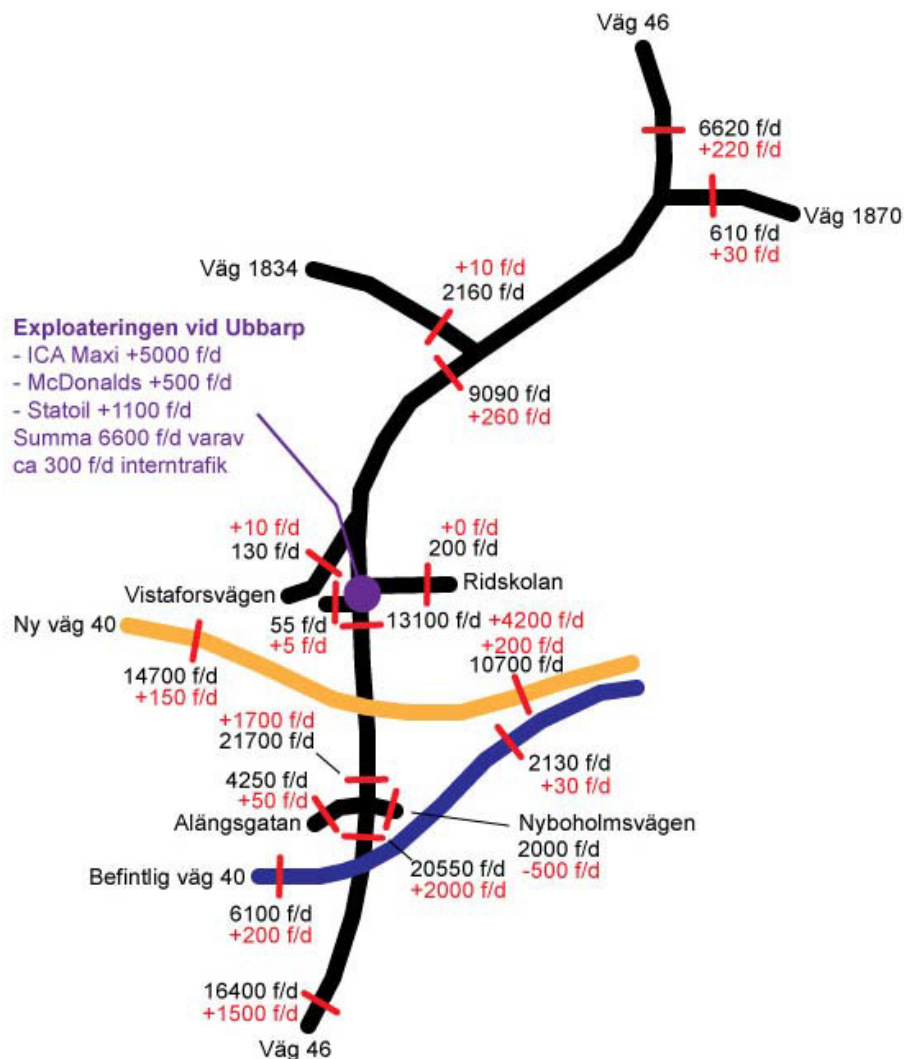 Väg 46
6620 f/d
+220 f/d
Väg 1870
610 f/d
+30 f/d
Väg 1834
+10 f/d
2160 f/d
Exploateringen vid Ubbarp
- ICA Maxi +5000 f/d
- McDonalds +500 f/d
- Statoil +1100 f/d
Summa 6600 f/d varav
ca 300 f/d interntrafik
9090 f/d
+260 f/d
+10 f/d
130 f/d
+0 f/d
200 f/d
Vistaforsvägen
Ridskolan
Ny väg 40
55 f/d
+5 f/d
13100 f/d +4200 f/d
+200 f/d
10700 f/d
14700 f/d
+150 f/d
+1700 f/d
21700 f/d
2130 f/d
+30 f/d
4250 f/d
+50 f/d
Alängsgatan
Nyboholmsvägen
2000 f/d
-500 f/d
20550 f/d
+2000 f/d
Befintlig väg 40
6100 f/d
+200 f/d
16400 f/d
+1500 f/d
Väg 46